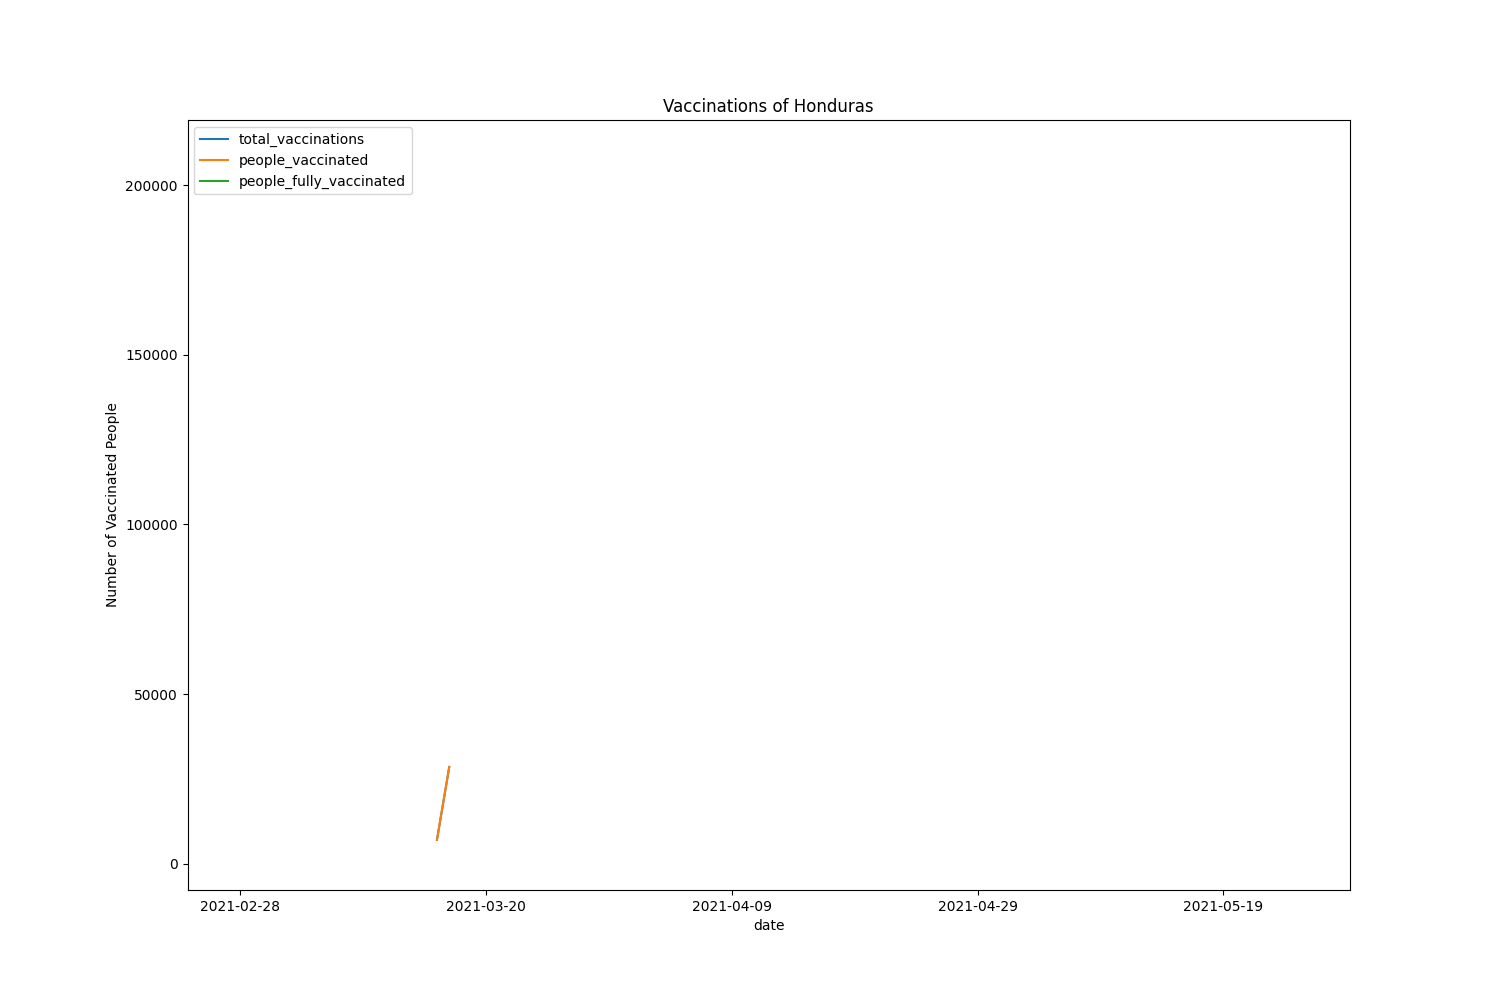 Vaccinations of Honduras
total_vaccinations
people_vaccinated
people_fully_vaccinated
200000
150000
100000
50000
0
Number of Vaccinated People
2021-02-28
2021-03-20
2021-04-09
2021-04-29
2021-05-19
date